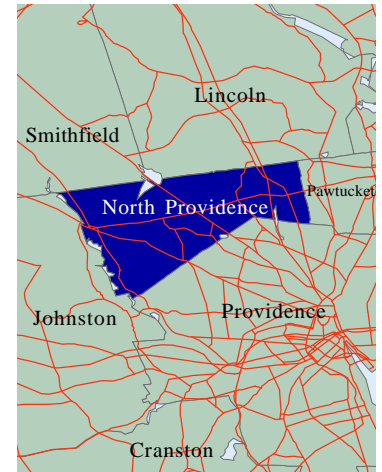 Lincoln
Smithfield
Pawtucket
North Providence
Johnston
Providence
Cranston